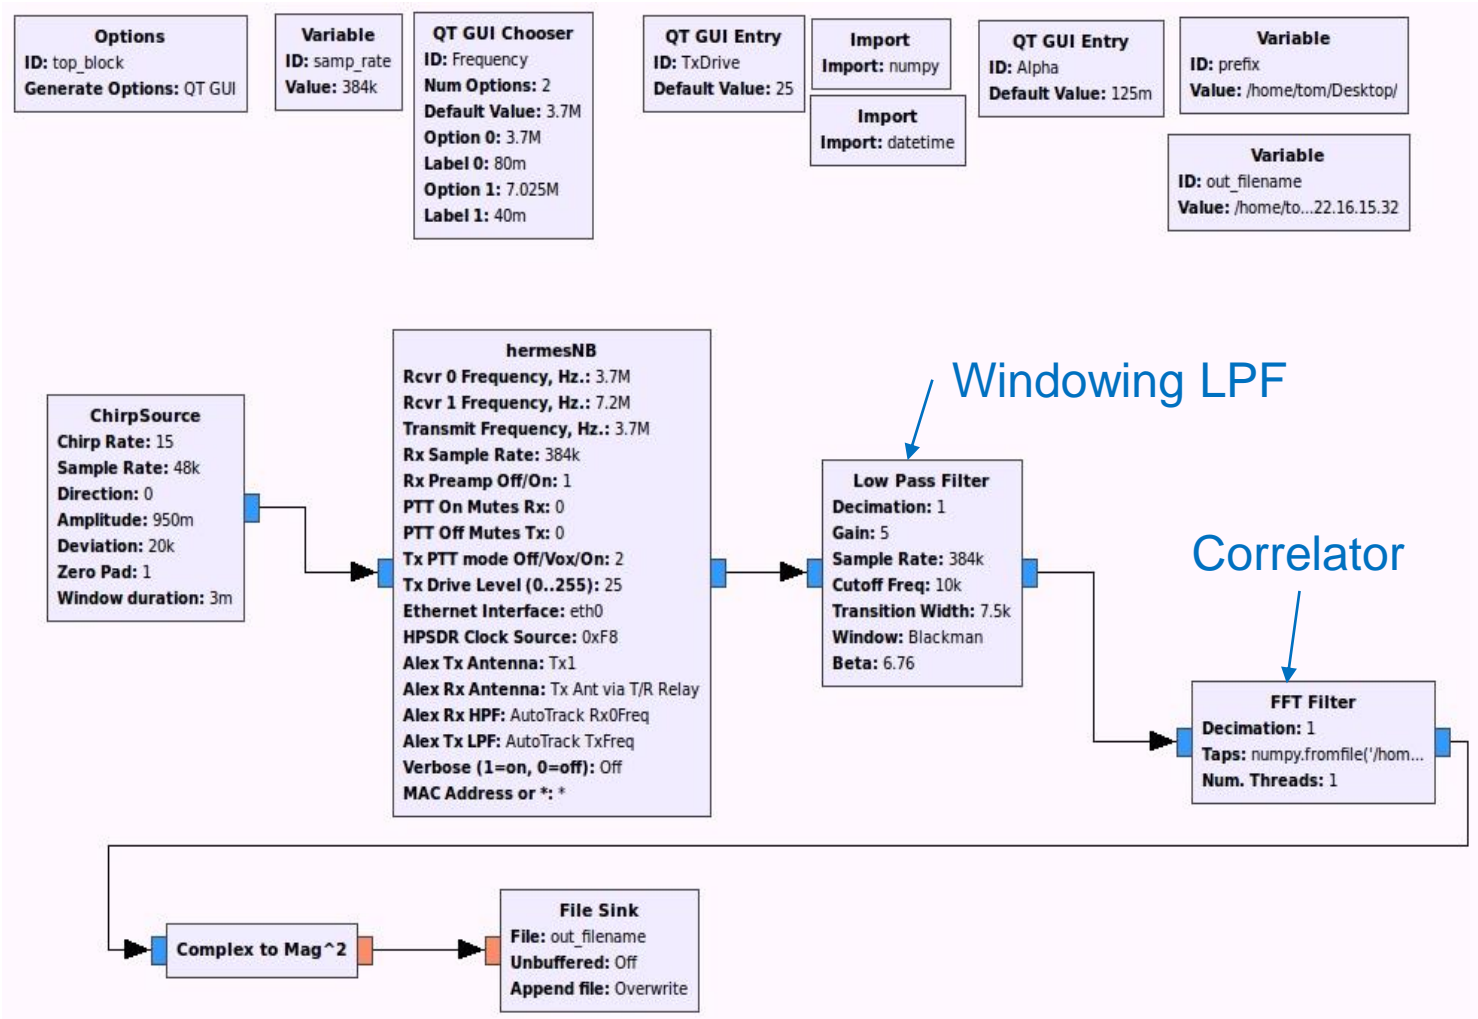 Options
ID: top_block
Generate Options: QT GUI
Variable
ID: samp_rate
Value: 384k
QT GUI Chooser
ID: Frequency
Num Options: 2
Default Value: 3.7M
Option 0: 3.7M
Label 0: 80m
Option 1: 7.025M
Label 1: 40m
QT GUI Entry
ID: TxDrive
Default Value: 25
Import
Import: numpy
Import
Import: datetime
QT GUI Entry
ID: Alpha
Default Value: 125m
Variable
ID: prefix
Value: /home/tom/Desktop/
Variable
ID: out_filename
Value: /home/to...22.16.15.32
ChirpSource
Chirp Rate: 15
Sample Rate: 48k
Direction: 0
Amplitude: 950m
Deviation: 20k
Zero Pad: 1
Window duration: 3m
hermesNB
Rcvr 0 Frequency, Hz.: 3.7M
Rcvr 1 Frequency, Hz.: 7.2M
Transmit Frequency, Hz.: 3.7M
Rx Sample Rate: 384k
Rx Preamp Off/On: 1
PTT On Mutes Rx: 0
PTT Off Mutes Tx: 0
Tx PTT mode Off/Vox/On: 2
Tx Drive Level (0..255): 25
Ethernet Interface: eth0
HPSDR Clock Source: 0xF8
Alex Tx Antenna: Tx1
Alex Rx Antenna: Tx Ant via T/R Relay
Alex Rx HPF: AutoTrack Rx0Freq
Alex Tx LPF: AutoTrack TxFreq
Verbose (1=on, 0=off): Off
MAC Address or *: *
Windowing LPF
Low Pass Filter
Decimation: 1
Gain: 5
Sample Rate: 384k
Cutoff Freq: 10k
Transition Width: 7.5k
Window: Blackman
Beta: 6.76
Correlator
FFT Filter
Decimation: 1
Taps: numpy.fromfile('/hom...
Num. Threads: 1
Complex to Mag^2
File Sink
File: out_filename
Unbuffered: Off
Append file: Overwrite